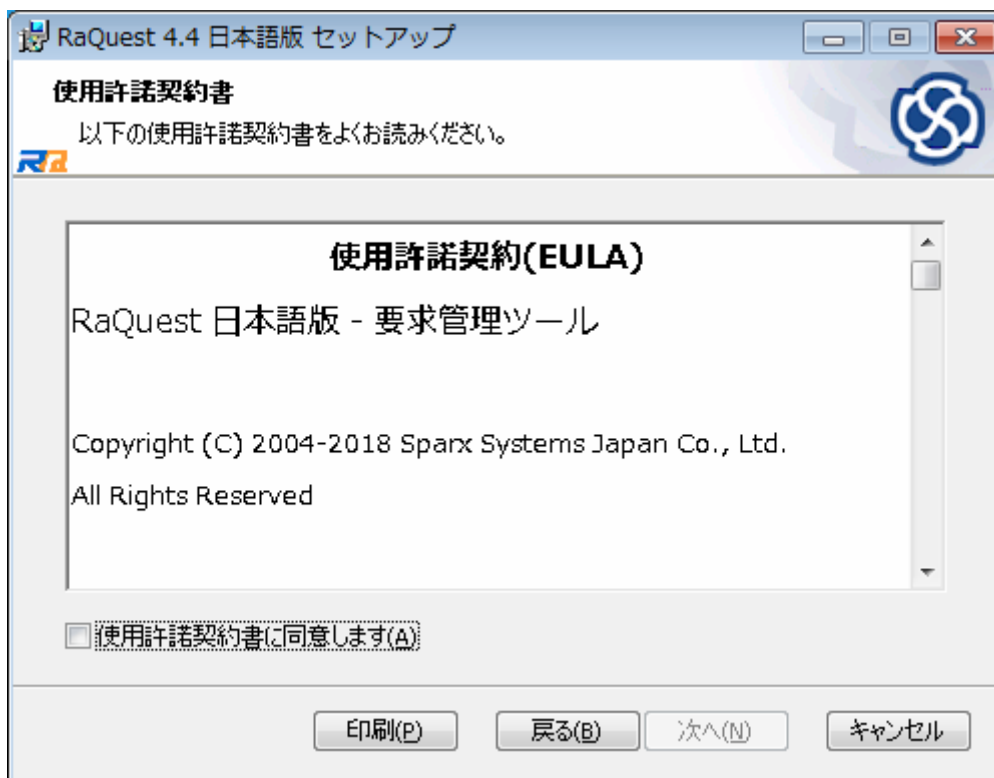 RaQuest 4.4 日本語版 セットアップ
使用許諾契約書
以下の使用許諾契約書をよくお読みください。
Ra
使用許諾契約(EULA)
RaQuest 日本語版 - 要求管理ツール
Copyright (C) 2004-2018 Sparx Systems Japan Co., Ltd.
All Rights Reserved
使用許諾契約書に同意します(A)
印刷(P) 戻る(B) 次へ(N) キャンセル